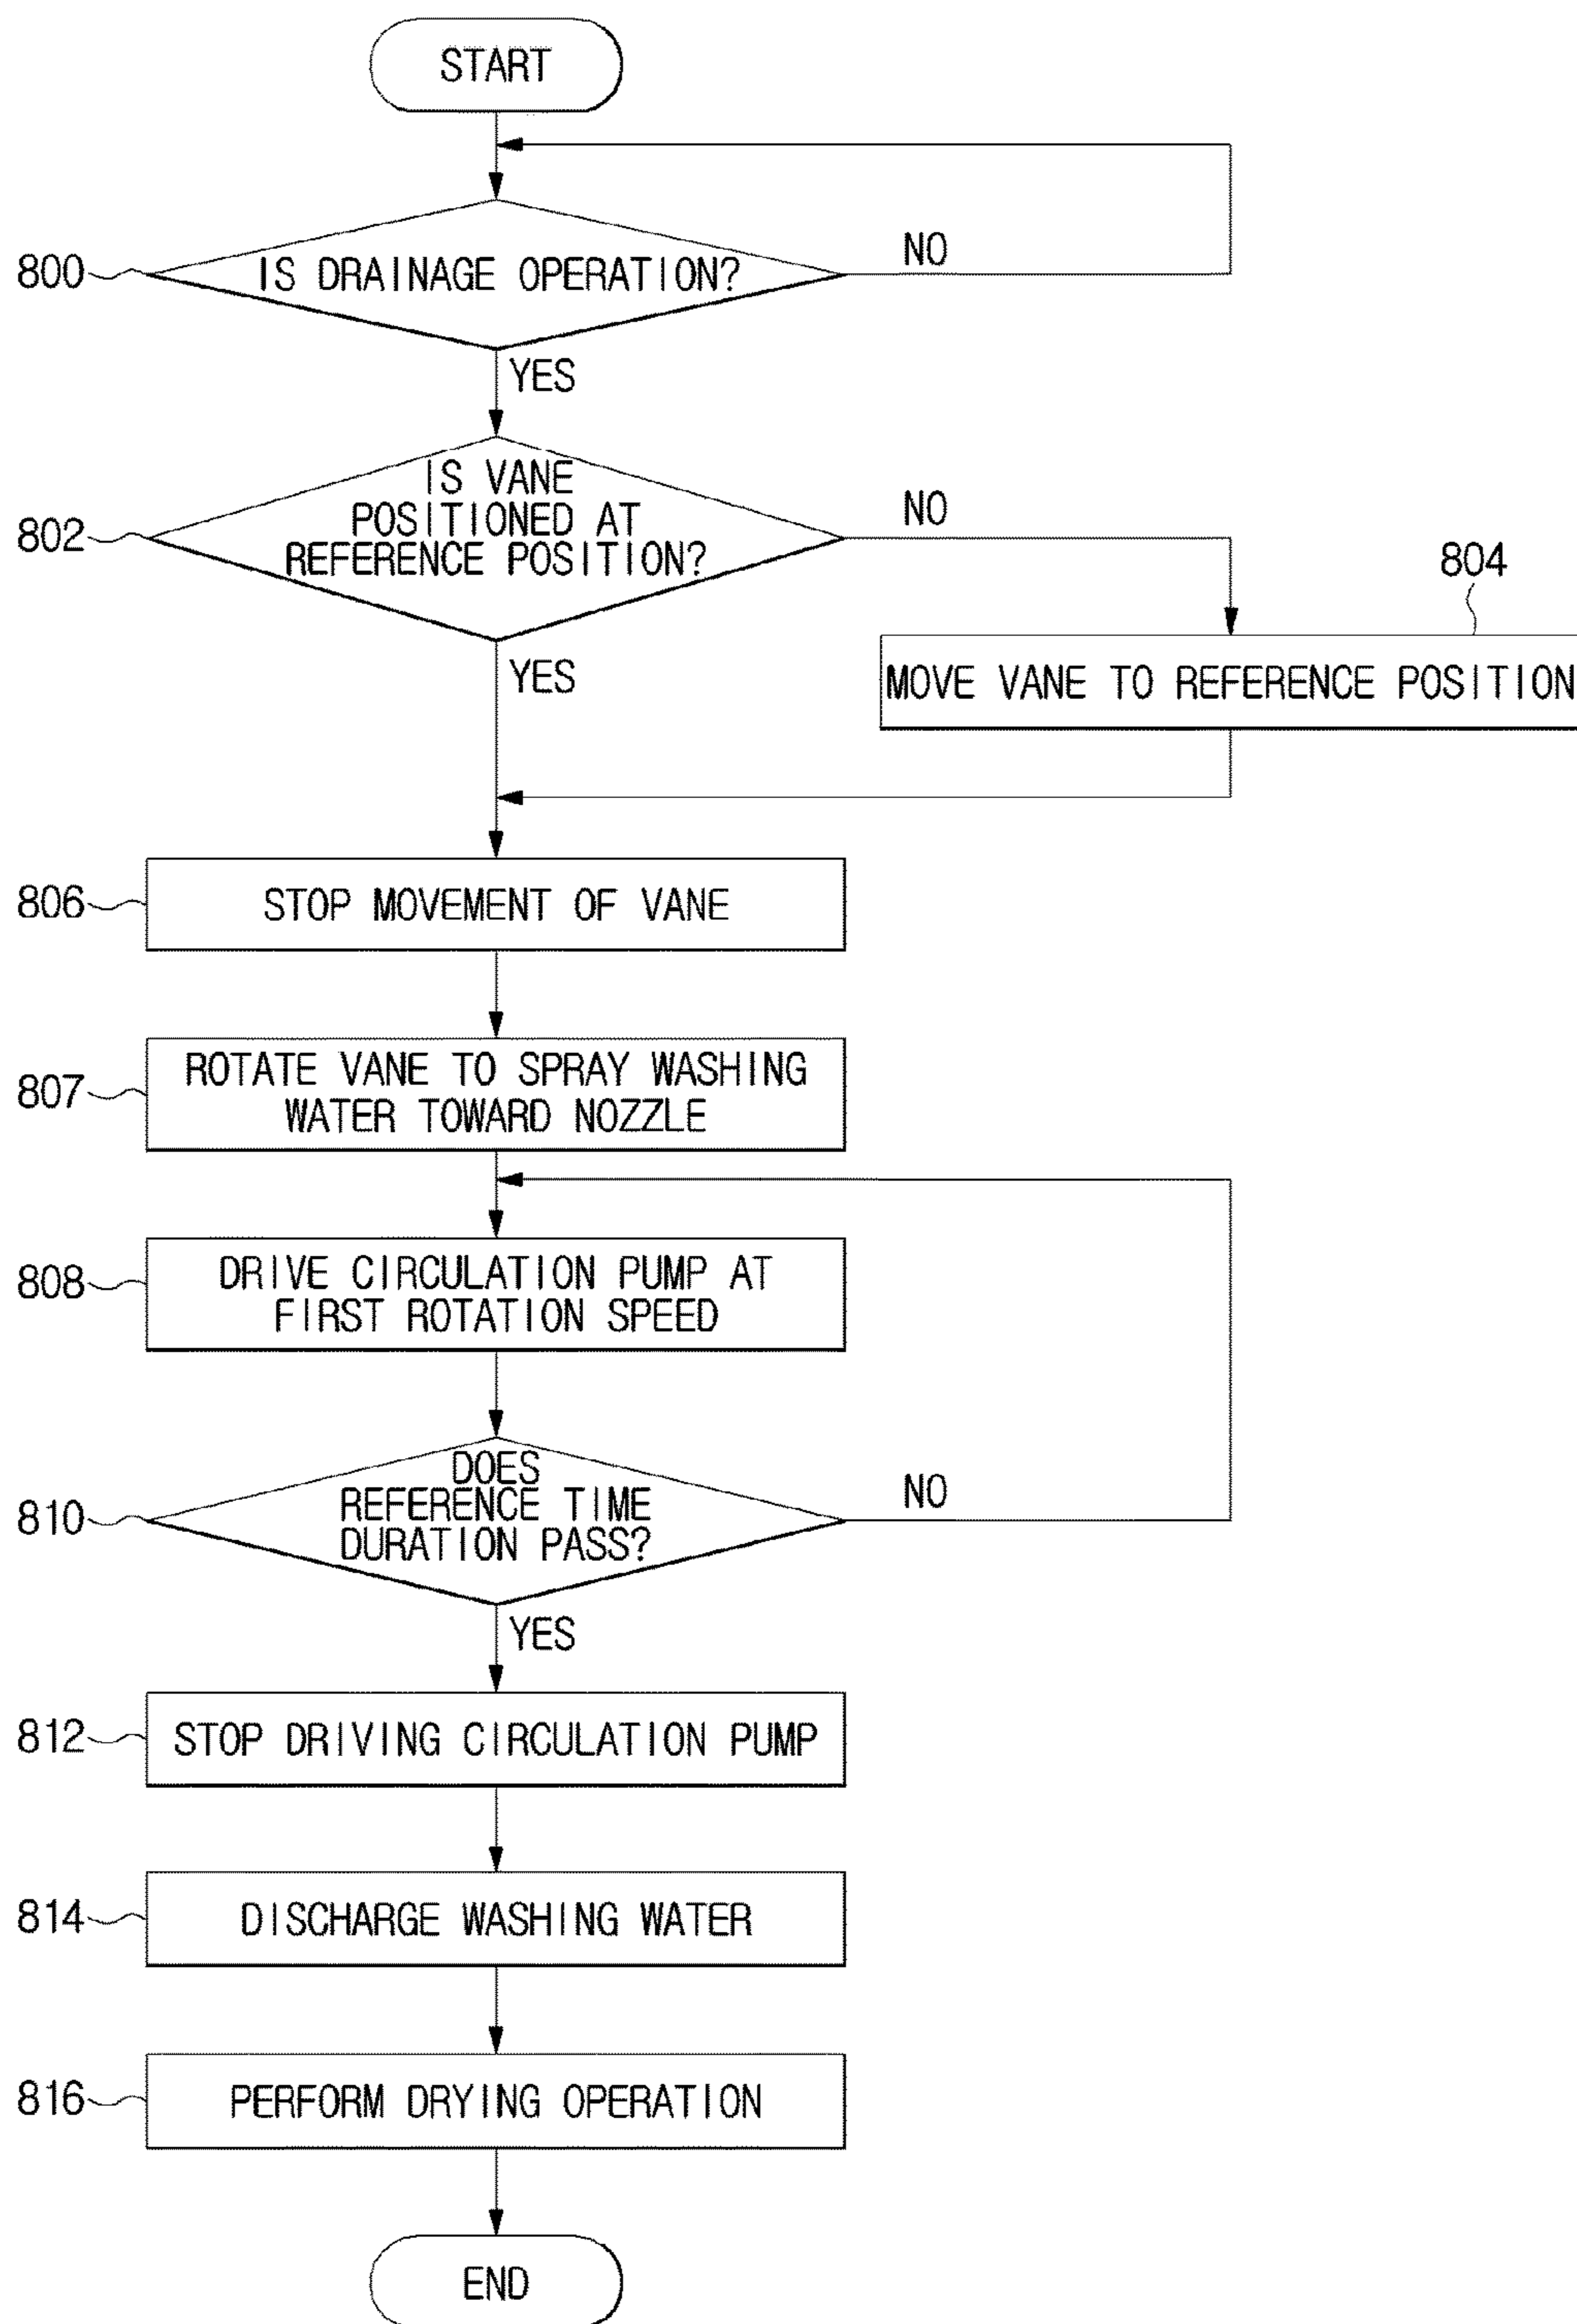 START
800
IS DRAINAGE OPERATION?
NO
YES
802
IS VANE
POSITIONED AT
REFERENCE POSITION?
NO
804
MOVE VANE TO REFERENCE POSITION
YES
806
STOP MOVEMENT OF VANE
807
ROTATE VANE TO SPRAY WASHING
WATER TOWARD NOZZLE
808
DRIVE CIRCULATION PUMP AT
FIRST ROTATION SPEED
810
DOES
REFERENCE TIME
DURATION PASS?
NO
YES
812
STOP DRIVING CIRCULATION PUMP
814
DISCHARGE WASHING WATER
816
PERFORM DRYING OPERATION
END